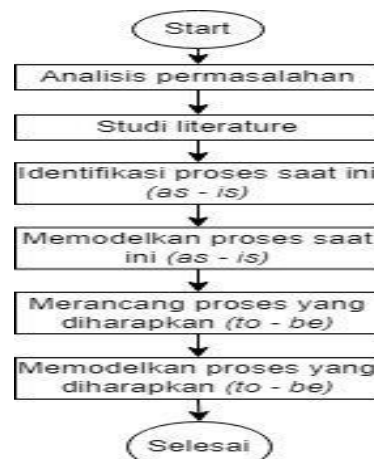 Start
Analisis permasalahan
Studi literature
Identifikasi proses saat ini
(as - is)
Memodelkan proses saat
ini (as - is)
Merancang proses yang
diharapkan (to - be)
Memodelkan proses yang
diharapkan (to - be)
Selesai